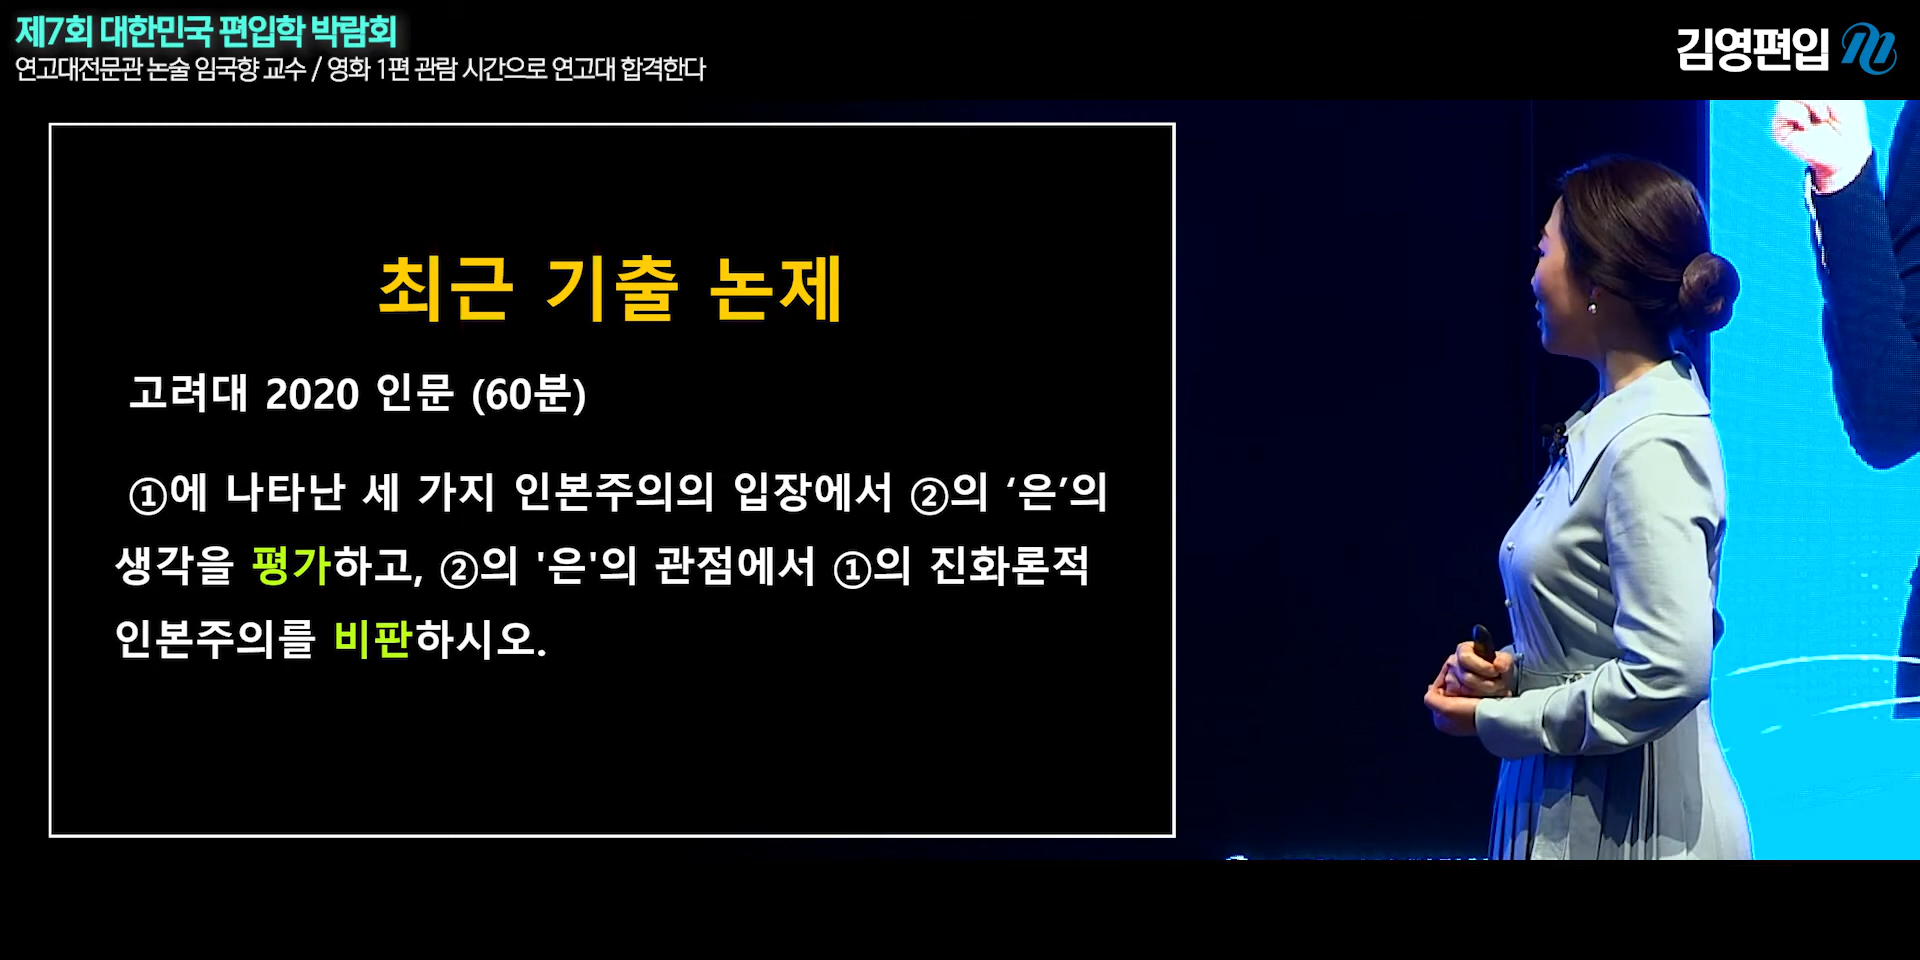 제7회 대한민국 편입학 박람회
연고대전문관 논술 임국향 교수 / 영화 1편 관람 시간으로 연고대 합격한다
김영편입
최근 기출 논제
고려대 2020 인문 (60분)
①에 나타난 세 가지 인본주의의 입장에서 ②의 ‘은’의
생각을 평가하고, ②의 '은'의 관점에서 ①의 진화론적
인본주의를 비판하시오.